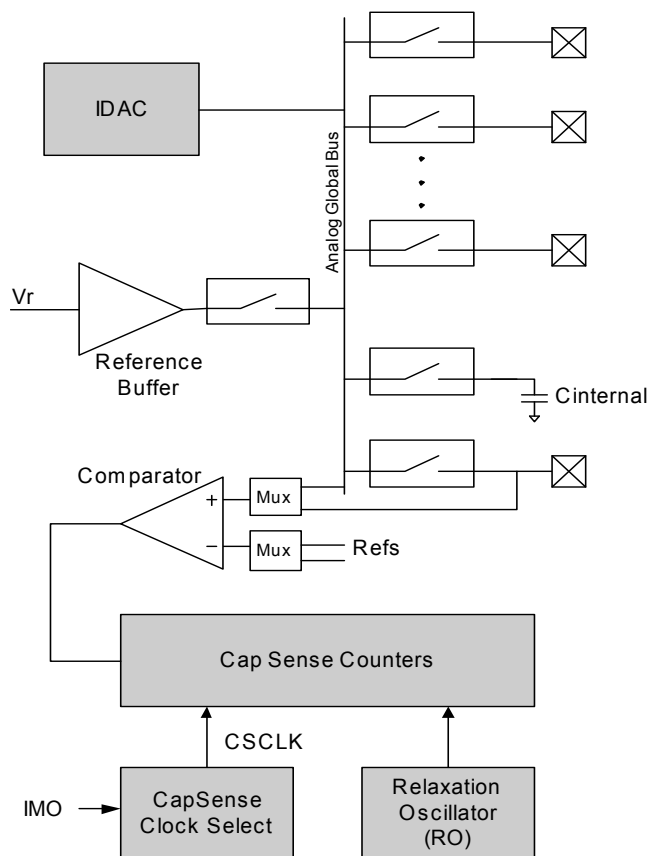 IDAC
Analog Global Bus
Vr
Reference
Buffer
Cinternal
Comparator
+
Mux
−
Mux
Refs
Cap Sense Counters
CSCLK
IMO
CapSense
Clock Select
Relaxation
Oscillator
(RO)